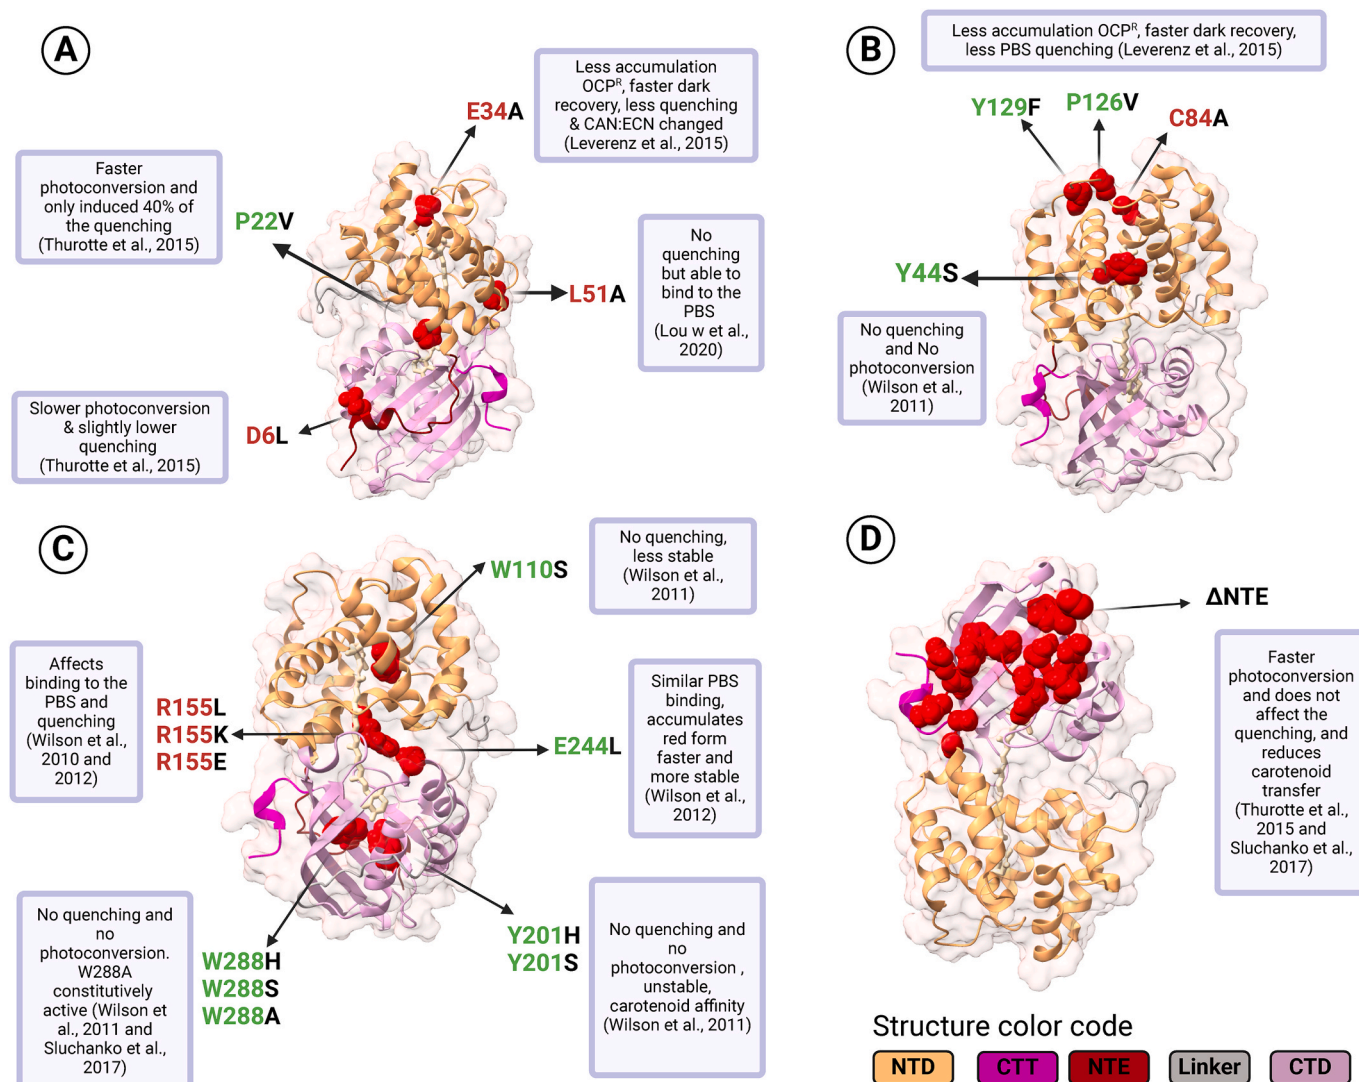 A
Less accumulation
OCPᴿ, faster dark
recovery, less quenching
& CAN:ECN changed
(Leverenz et al., 2015)
E34A
Faster
photoconversion and
only induced 40% of
the quenching
(Thurotte et al., 2015)
P22V
No
quenching
but able to
bind to the
PBS
(Lou w et al.,
2020)
L51A
Slower photoconversion
& slightly lower
quenching
(Thurotte et al., 2015)
D6L
B
Less accumulation OCPᴿ, faster dark recovery,
less PBS quenching (Leverenz et al., 2015)
Y129F
P126V
C84A
Y44S
No quenching
and No
photoconversion
(Wilson et al.,
2011)
C
W110S
No quenching,
less stable
(Wilson et al.,
2011)
Affects
binding to the
PBS and
quenching
(Wilson et al.,
2010 and
2012)
R155L
R155K
R155E
E244L
Similar PBS
binding,
accumulates
red form
faster and
more stable
(Wilson et al.,
2012)
No quenching and
no
photoconversion.
W288A
constitutively
active (Wilson et
al., 2011 and
Sluchanko et al.,
2017)
W288H
W288S
W288A
Y201H
Y201S
No quenching and
no
photoconversion ,
unstable,
carotenoid affinity
(Wilson et al., 2011)
D
ΔNTE
Faster
photoconversion
and does not
affect the
quenching, and
reduces
carotenoid
transfer
(Thurotte et al.,
2015 and
Sluchanko et al.,
2017)
Structure color code
NTD
CTT
NTE
Linker
CTD